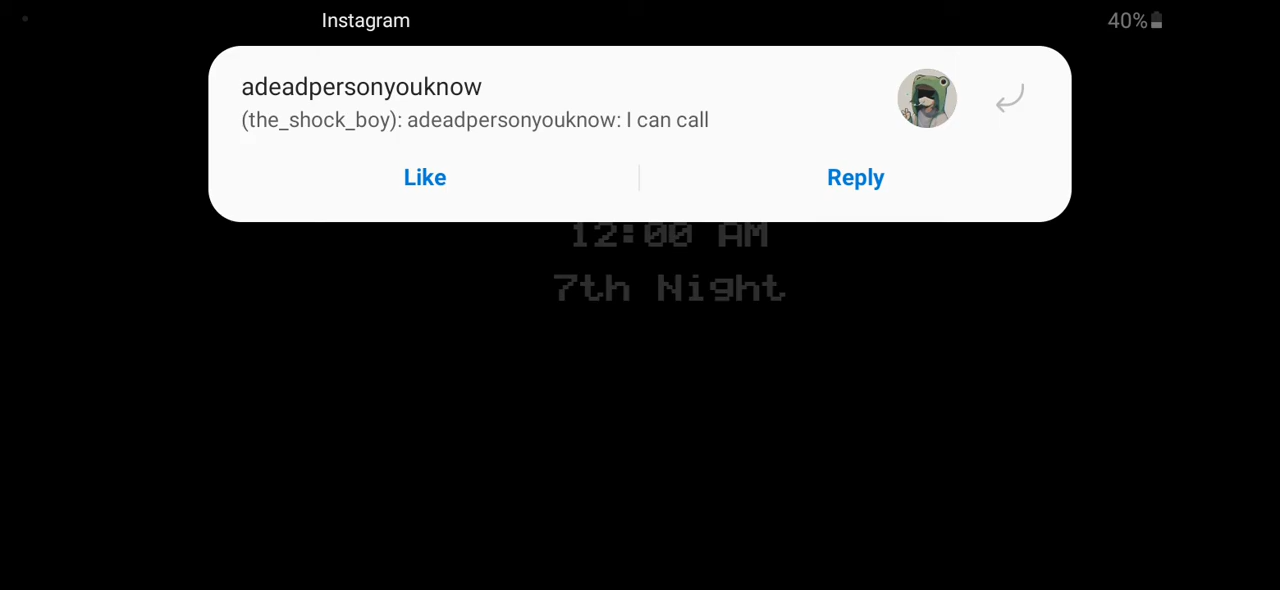 Instagram
40%
adeadpersonyouknow
(the_shock_boy): adeadpersonyouknow: I can call
Like
Reply
12:00 AM
7th Night